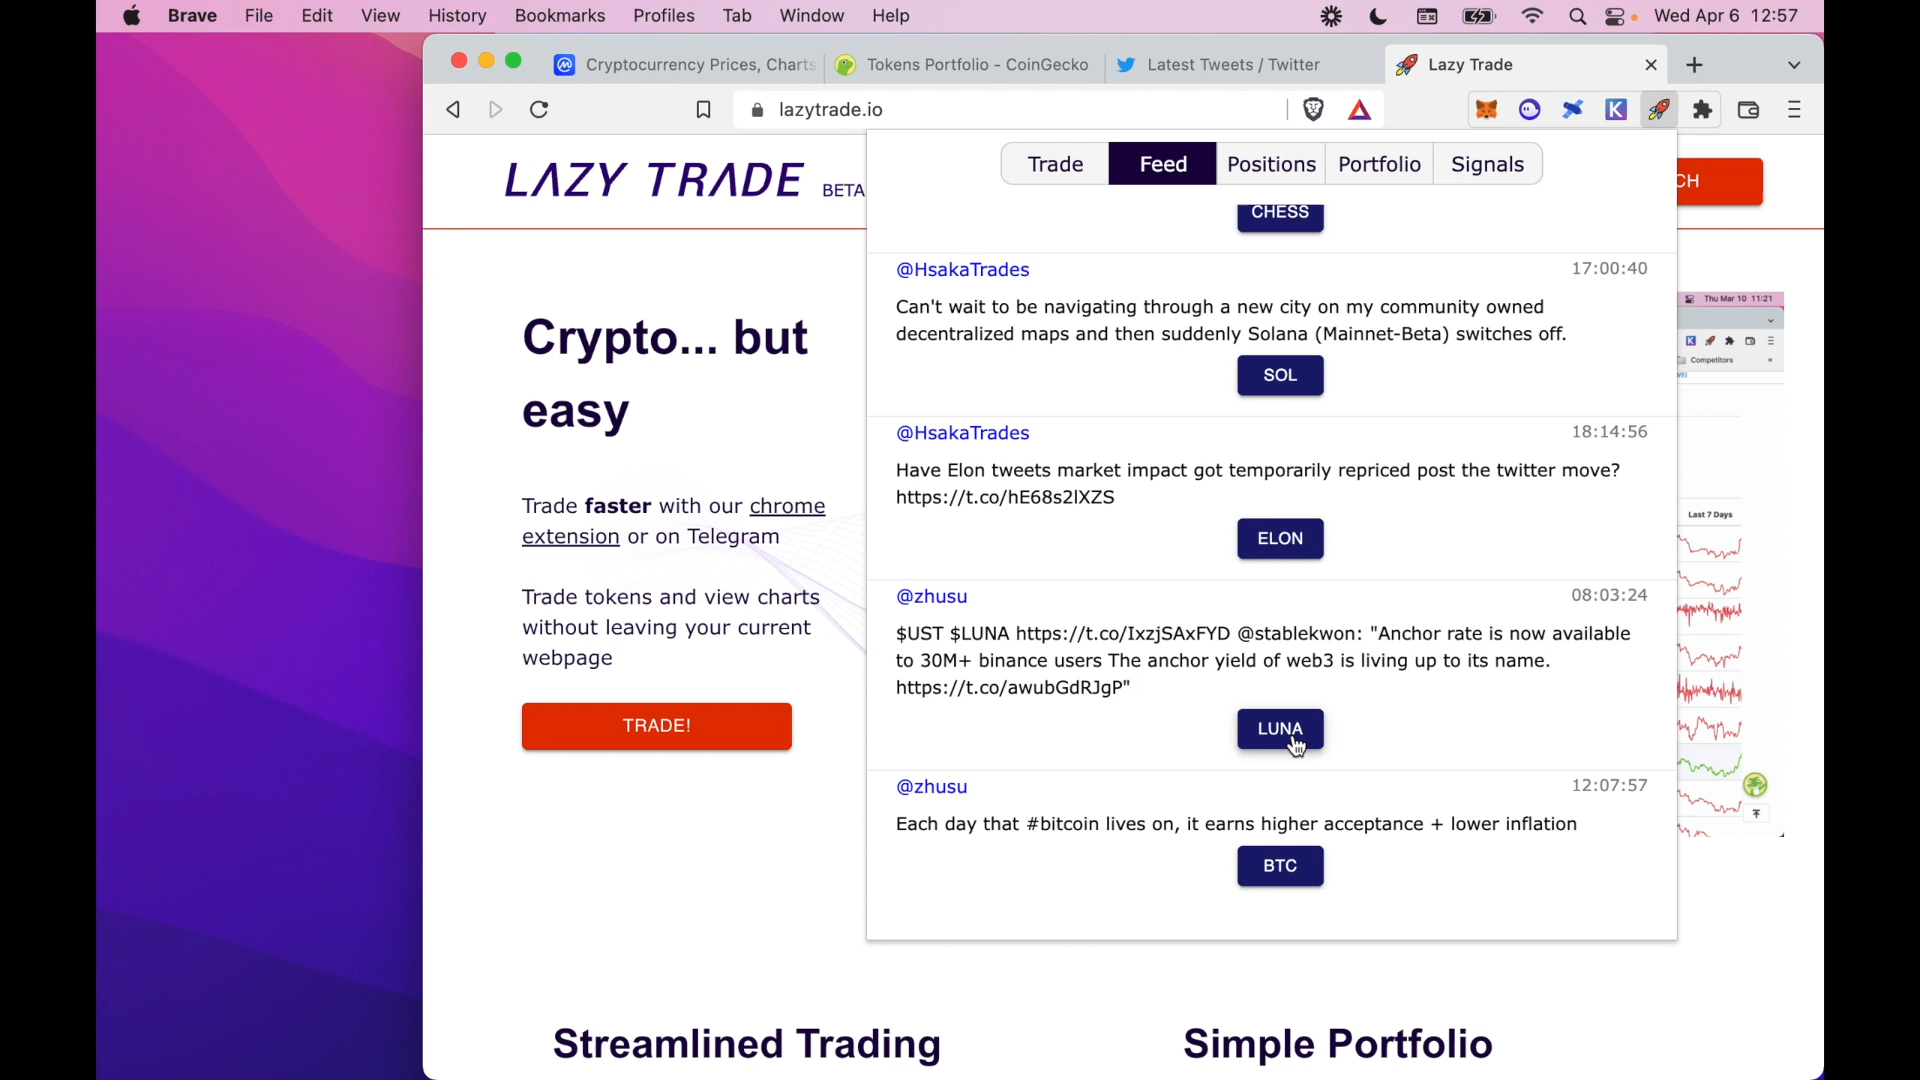 Brave File Edit View History Bookmarks Profiles Tab Window Help Wed Apr 6 12:57
Cryptocurrency Prices, Charts
Tokens Portfolio - CoinGecko
Latest Tweets / Twitter
Lazy Trade
lazytrade.io
K
LAZY TRADE BETA
CH
Trade Feed Positions Portfolio Signals
CHESS
@HsakaTrades 17:00:40
Can't wait to be navigating through a new city on my community owned
decentralized maps and then suddenly Solana (Mainnet-Beta) switches off.
SOL
@HsakaTrades 18:14:56
Have Elon tweets market impact got temporarily repriced post the twitter move?
https://t.co/hE68s2lXZS
ELON
@zhusu 08:03:24
$UST $LUNA https://t.co/IxzjSAxFYD @stablekwon: "Anchor rate is now available
to 30M+ binance users The anchor yield of web3 is living up to its name.
https://t.co/awubGdRJgP"
LUNA
@zhusu 12:07:57
Each day that #bitcoin lives on, it earns higher acceptance + lower inflation
BTC
Crypto... but
easy
Trade faster with our chrome
extension or on Telegram
Trade tokens and view charts
without leaving your current
webpage
TRADE!
Thu Mar 10 11:21
K
Competitors
Last 7 Days
Streamlined Trading
Simple Portfolio